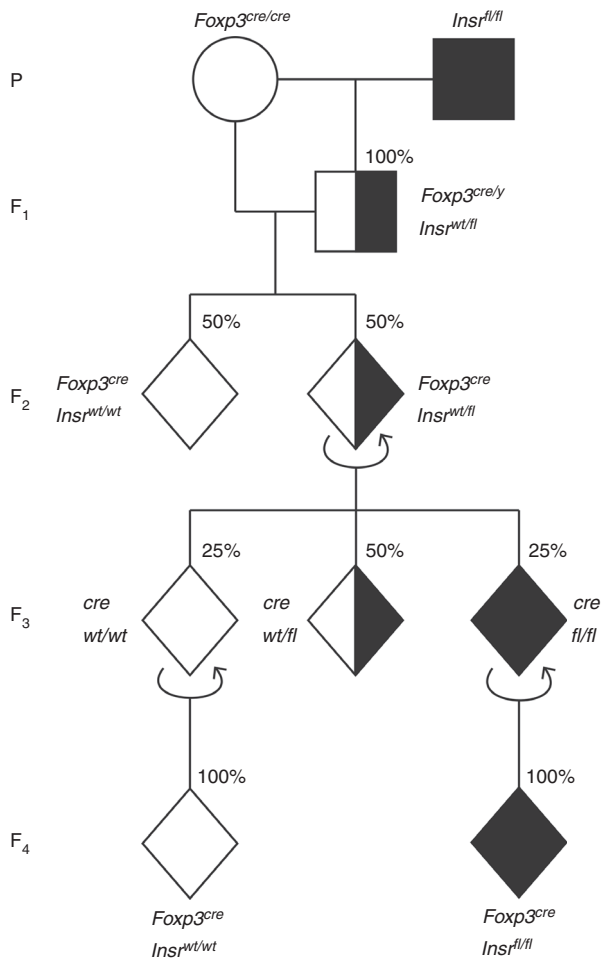 Foxp3cre/cre
Insrfl/fl
P
100%
F1
Foxp3cre/y
Insrwt/fl
50%
50%
F2
Foxp3cre
Insrwt/wt
Foxp3cre
Insrwt/fl
25%
50%
25%
F3
cre
wt/wt
cre
wt/fl
cre
fl/fl
100%
100%
F4
Foxp3cre
Insrwt/wt
Foxp3cre
Insrfl/fl